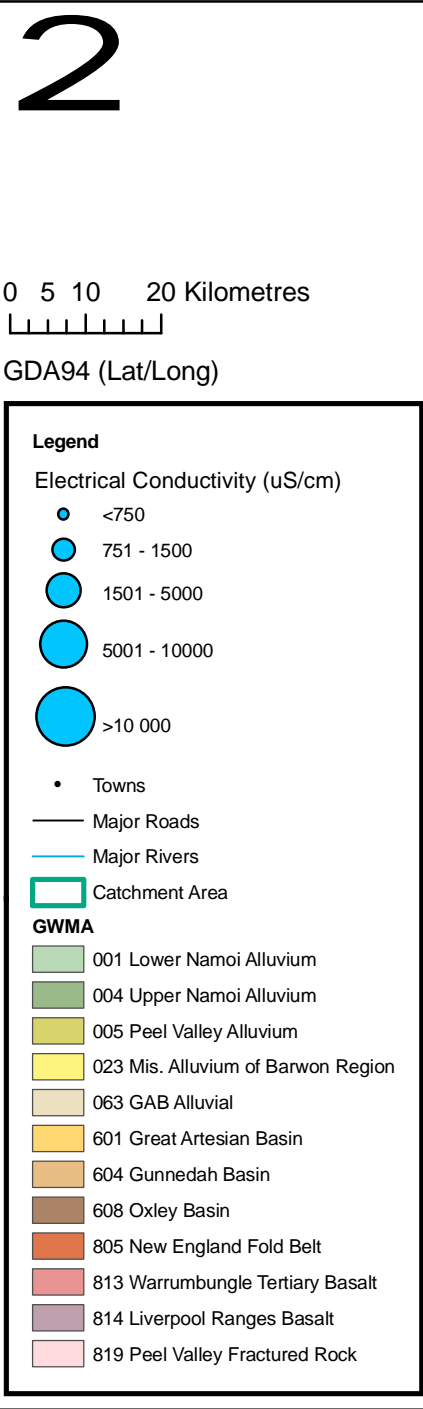 2
0 5 10 20 Kilometres
GDA94 (Lat/Long)
Legend
Electrical Conductivity (uS/cm)
<750
751 - 1500
1501 - 5000
5001 - 10000
>10 000
Towns
Major Roads
Major Rivers
Catchment Area
GWMA
001 Lower Namoi Alluvium
004 Upper Namoi Alluvium
005 Peel Valley Alluvium
023 Mis. Alluvium of Barwon Region
063 GAB Alluvial
601 Great Artesian Basin
604 Gunnedah Basin
608 Oxley Basin
805 New England Fold Belt
813 Warrumbungle Tertiary Basalt
814 Liverpool Ranges Basalt
819 Peel Valley Fractured Rock